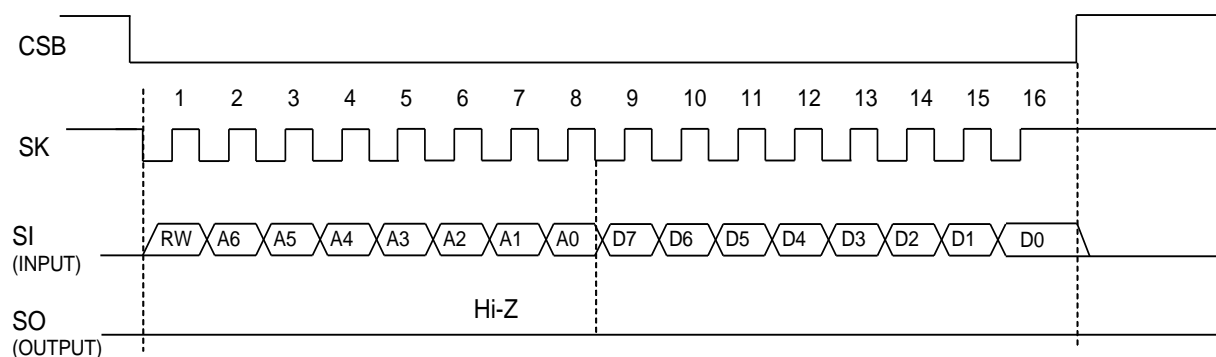 CSB
1 2 3 4 5 6 7 8 9 10 11 12 13 14 15 16
SK
SI
(INPUT)
RW A6 A5 A4 A3 A2 A1 A0 D7 D6 D5 D4 D3 D2 D1 D0
Hi-Z
SO
(OUTPUT)